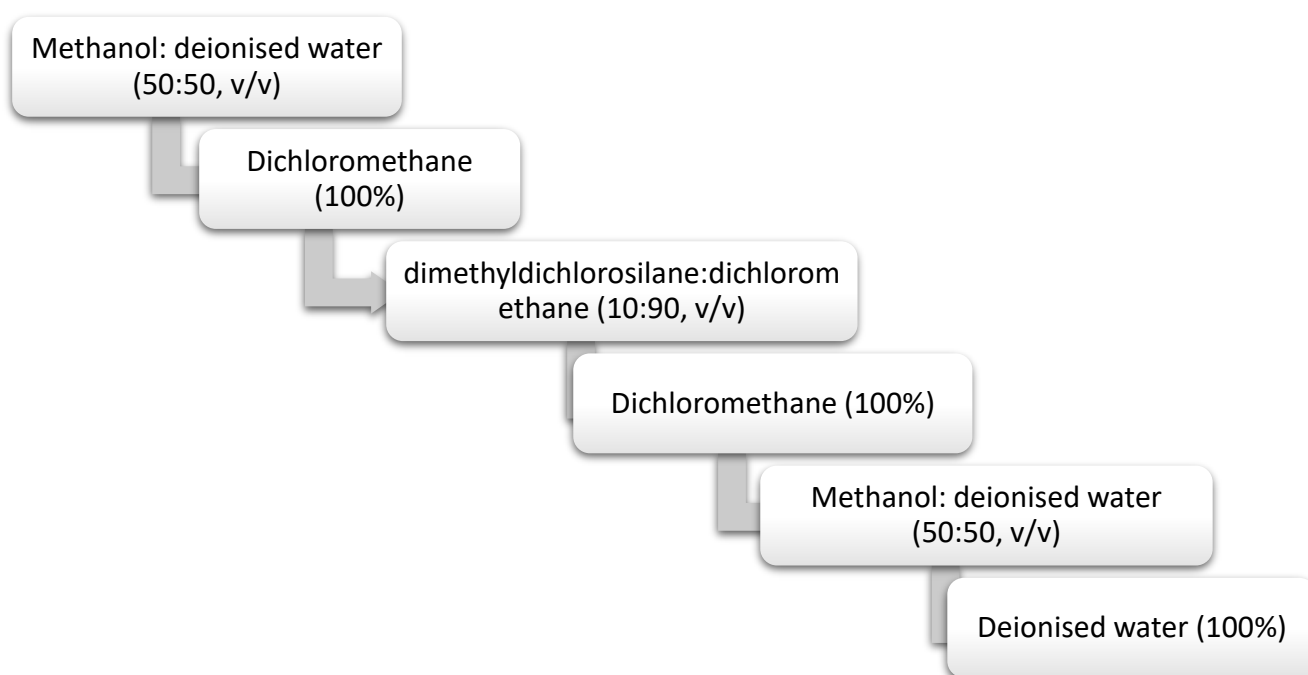 Methanol: deionised water
(50:50, v/v)
Dichloromethane
(100%)
dimethyldichlorosilane:dichlorom
ethane (10:90, v/v)
Dichloromethane (100%)
Methanol: deionised water
(50:50, v/v)
Deionised water (100%)